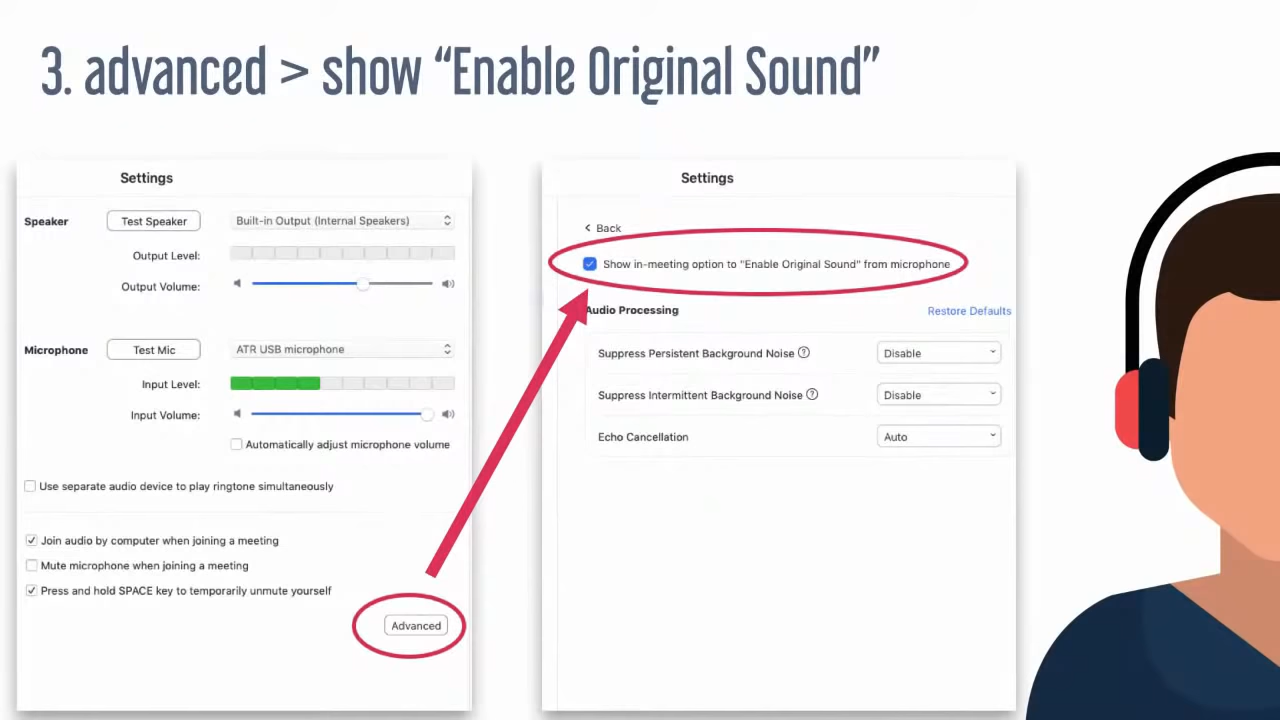 3. advanced > show “Enable Original Sound”
Settings
Speaker
Test Speaker
Built-in Output (Internal Speakers)
Output Level:
Output Volume:
Microphone
Test Mic
ATR USB microphone
Input Level:
Input Volume:
Automatically adjust microphone volume
Use separate audio device to play ringtone simultaneously
Join audio by computer when joining a meeting
Mute microphone when joining a meeting
Press and hold SPACE key to temporarily unmute yourself
Advanced
Settings
< Back
Show in-meeting option to "Enable Original Sound" from microphone
Audio Processing
Restore Defaults
Suppress Persistent Background Noise ?
Disable
Suppress Intermittent Background Noise ?
Disable
Echo Cancellation
Auto